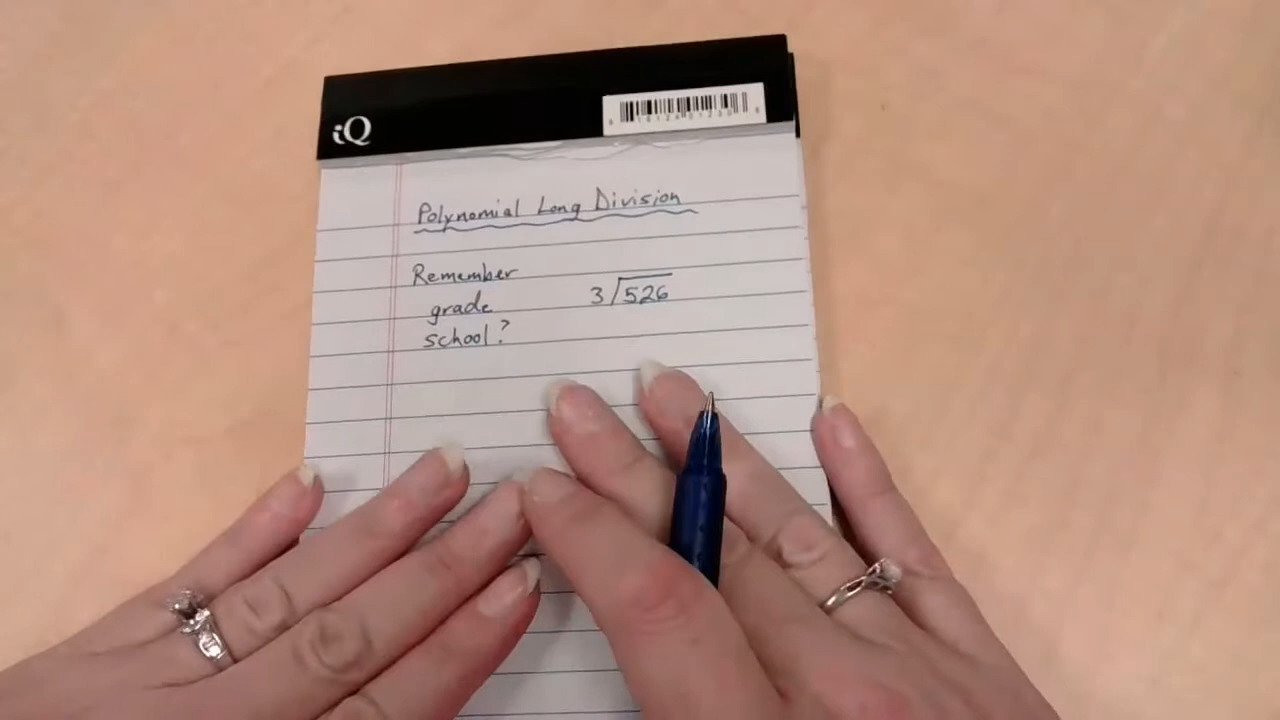 iQ
Polynomial Long Division
Remember
grade
school?
3 526